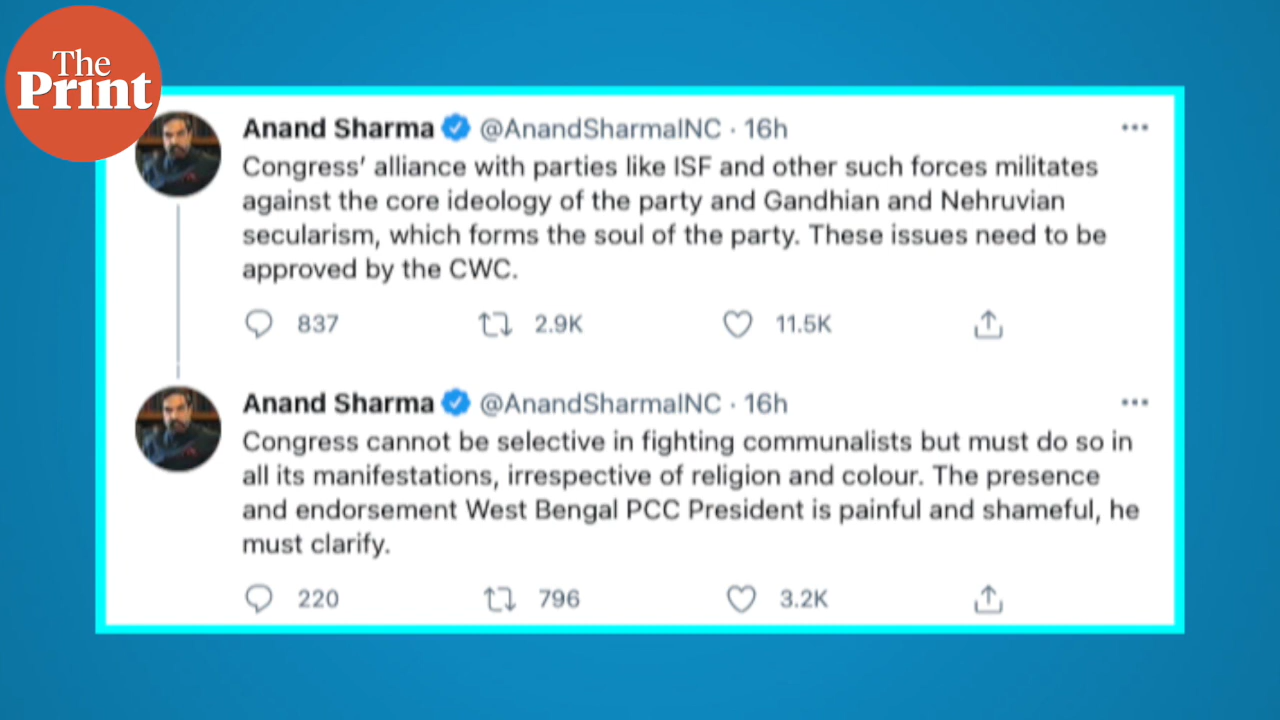 The
Print
Anand Sharma @AnandSharmaINC · 16h
Congress' alliance with parties like ISF and other such forces militates
against the core ideology of the party and Gandhian and Nehruvian
secularism, which forms the soul of the party. These issues need to be
approved by the CWC.
837 2.9K 11.5K
Anand Sharma @AnandSharmaINC · 16h
Congress cannot be selective in fighting communalists but must do so in
all its manifestations, irrespective of religion and colour. The presence
and endorsement West Bengal PCC President is painful and shameful, he
must clarify.
220 796 3.2K